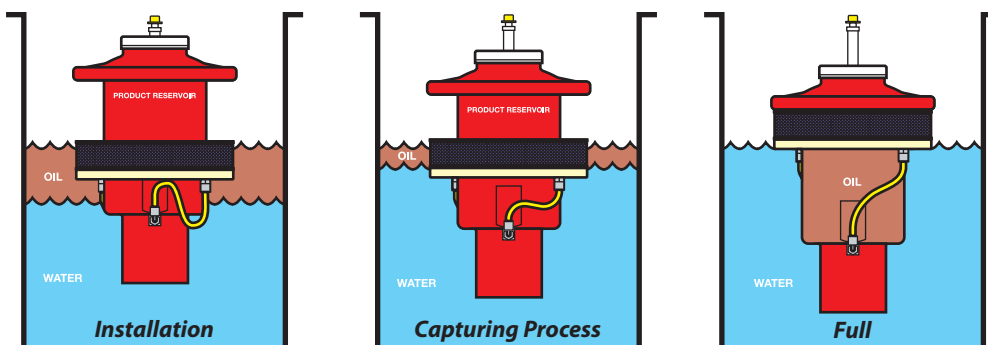 PRODUCT RESERVOIR
OIL
WATER
Installation
PRODUCT RESERVOIR
OIL
WATER
Capturing Process
OIL
WATER
Full